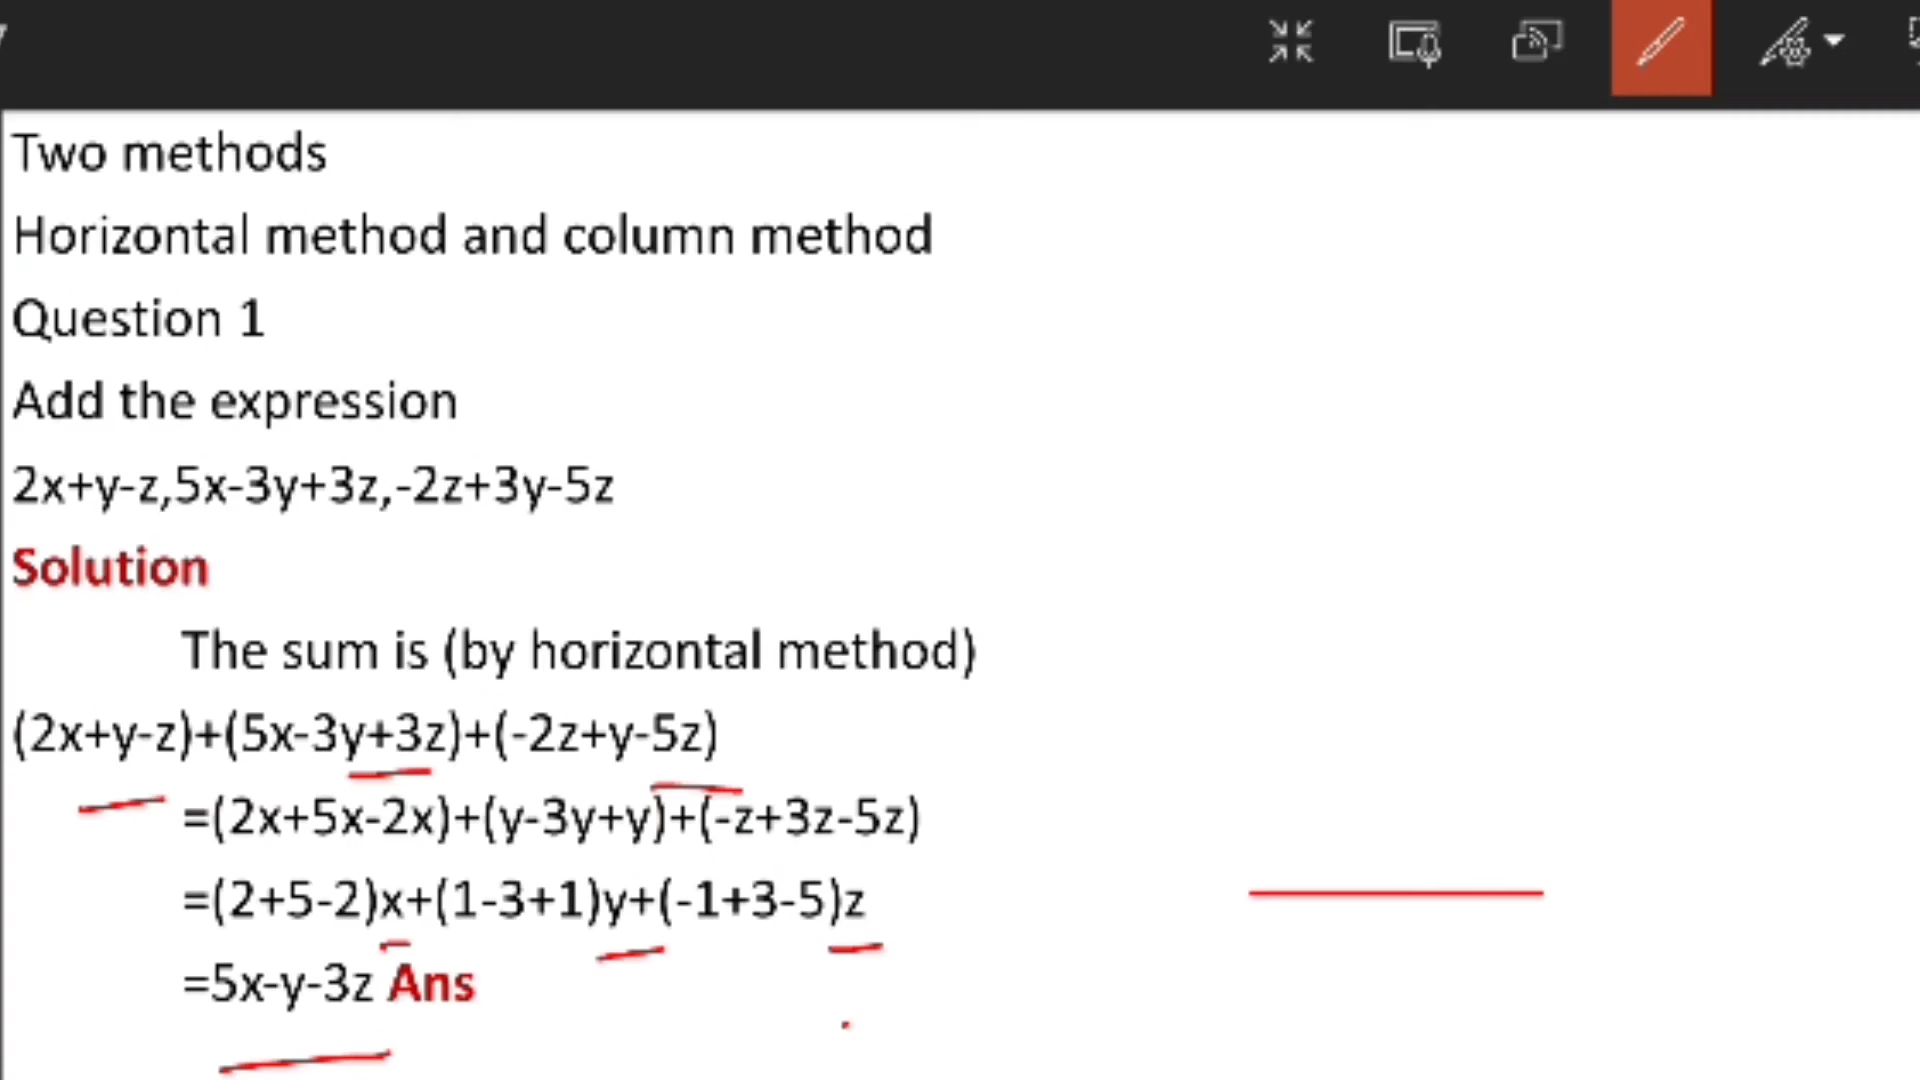 Two methods
Horizontal method and column method
Question 1
Add the expression
2x+y-z,5x-3y+3z,-2z+3y-5z
Solution
The sum is (by horizontal method)
(2x+y-z)+(5x-3y+3z)+(-2z+y-5z)
=(2x+5x-2x)+(y-3y+y)+(-z+3z-5z)
=(2+5-2)x+(1-3+1)y+(-1+3-5)z
=5x-y-3z Ans